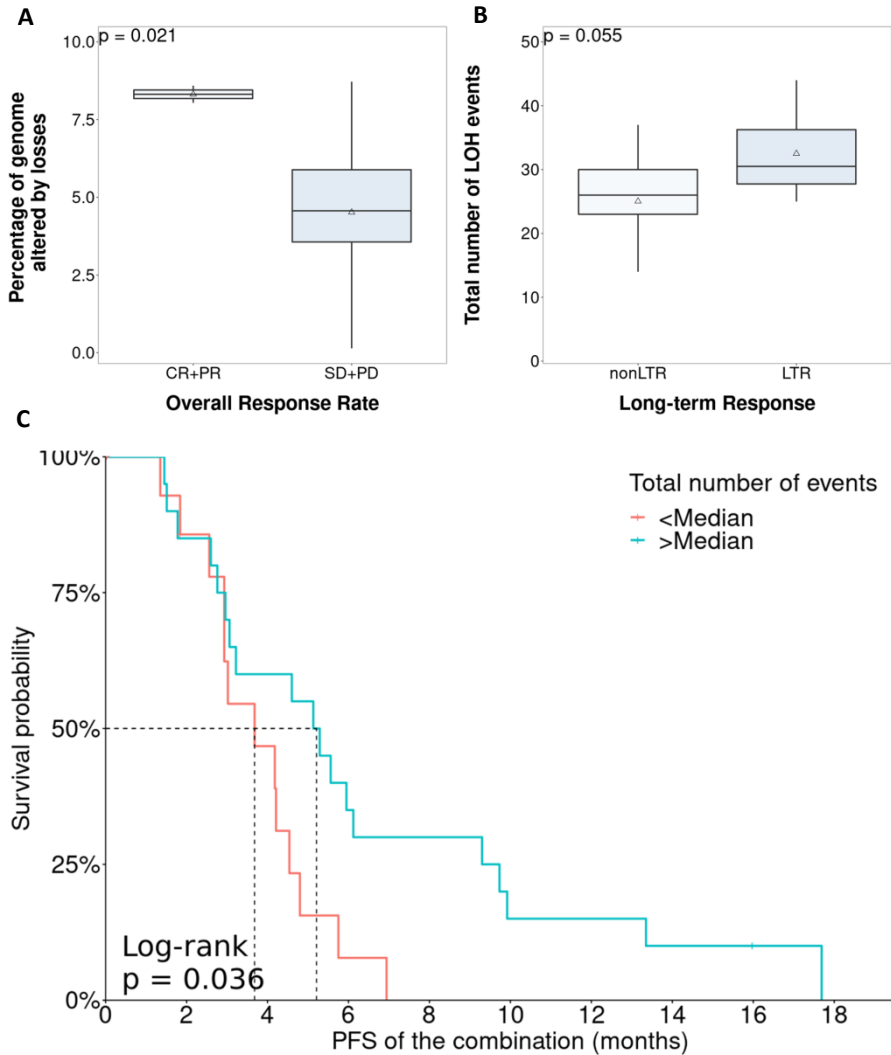 A
p = 0.021
10.0
7.5
5.0
2.5
0.0
Percentage of genome
altered by losses
CR+PR
SD+PD
Overall Response Rate
B
p = 0.055
50
40
30
20
10
0
Total number of LOH events
nonLTR
LTR
Long-term Response
C
100%
75%
50%
25%
0%
Survival probability
Total number of events
<Median
>Median
Log-rank
p = 0.036
0 2 4 6 8 10 12 14 16 18
PFS of the combination (months)